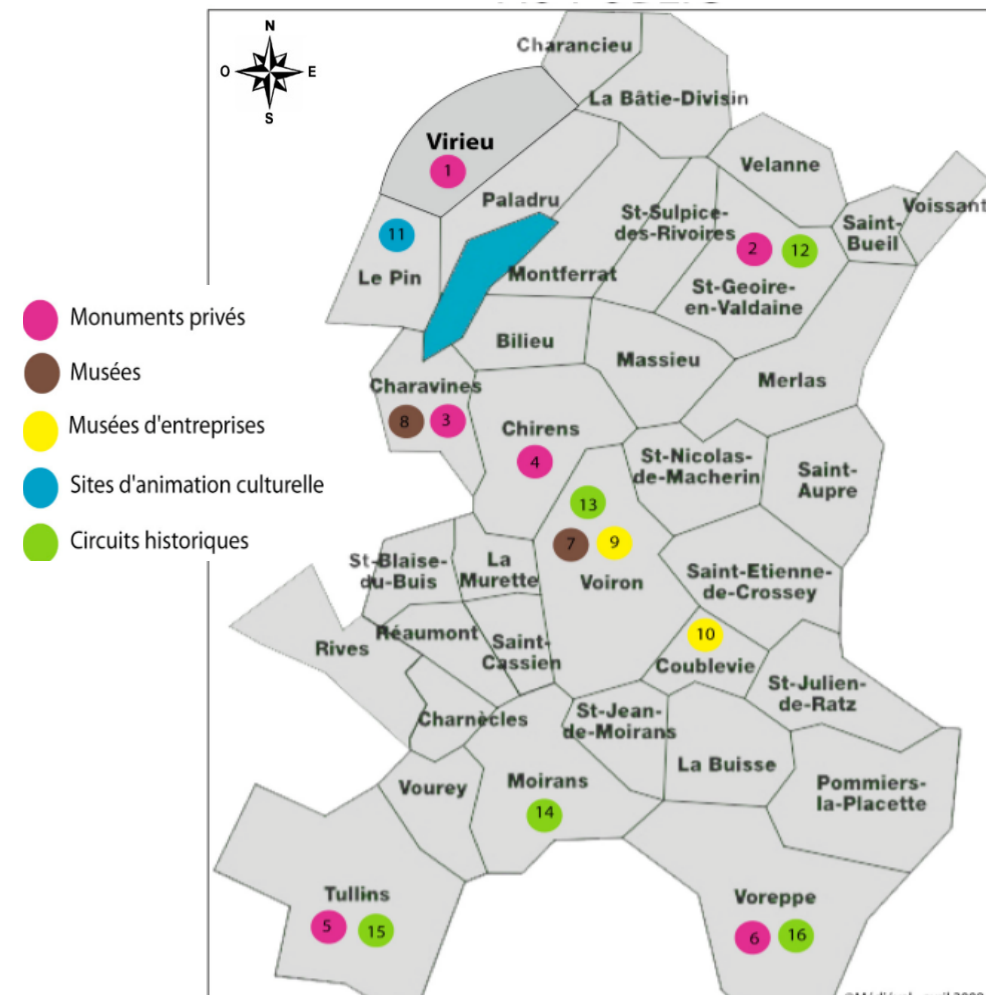 N
O
E
S
Charancieu
La Bâtie-Divisin
Virieu
1
Velanne
Paladru
Voissant
St-Sulpice-
des-Rivoires
Saint-
Bueil
11
2
12
Le Pin
Montferrat
St-Geoire-
en-Valdaine
Monuments privés
Musées
Musées d'entreprises
Sites d'animation culturelle
Circuits historiques
Bilieu
Massieu
Merlas
Charavines
8
3
Chirens
4
St-Nicolas-
de-Macherin
Saint-
Aupre
13
7
9
Voiron
St-Blaise-
du-Buis
La
Murette
Saint-Etienne-
de-Crossey
Rives
Réaumont
Saint-
Cassien
10
Coublevie
St-Julien-
de-Ratz
Charnècles
St-Jean-
de-Moirans
La Buisse
Vourey
Moirans
14
Pommiers-
la-Placette
Tullins
5
15
Voreppe
6
16